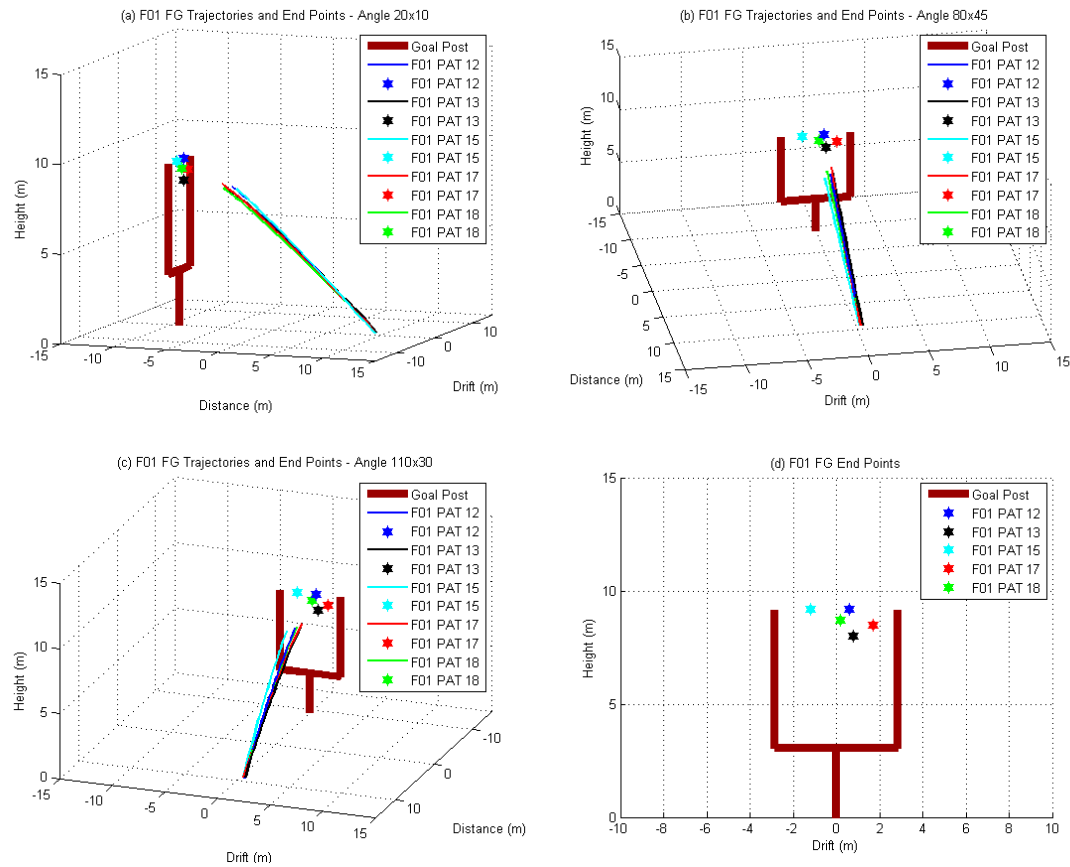 (a) F01 FG Trajectories and End Points - Angle 20x10
15
10
5
0
Height (m)
-15
-10
-5
0
5
10
15
Distance (m)
-10
0
10
Drift (m)
Goal Post
F01 PAT 12
F01 PAT 12
F01 PAT 13
F01 PAT 13
F01 PAT 15
F01 PAT 15
F01 PAT 17
F01 PAT 17
F01 PAT 18
F01 PAT 18
(b) F01 FG Trajectories and End Points - Angle 80x45
15
10
5
0
Height (m)
-15
-10
-5
0
5
10
15
Distance (m)
-15
-10
-5
0
5
10
15
Drift (m)
Goal Post
F01 PAT 12
F01 PAT 12
F01 PAT 13
F01 PAT 13
F01 PAT 15
F01 PAT 15
F01 PAT 17
F01 PAT 17
F01 PAT 18
F01 PAT 18
(c) F01 FG Trajectories and End Points - Angle 110x30
15
10
5
0
Height (m)
-15
-10
-5
0
5
10
15
Drift (m)
-10
0
10
Distance (m)
Goal Post
F01 PAT 12
F01 PAT 12
F01 PAT 13
F01 PAT 13
F01 PAT 15
F01 PAT 15
F01 PAT 17
F01 PAT 17
F01 PAT 18
F01 PAT 18
(d) F01 FG End Points
15
10
5
0
Height (m)
-10
-8
-6
-4
-2
0
2
4
6
8
10
Drift (m)
Goal Post
F01 PAT 12
F01 PAT 13
F01 PAT 15
F01 PAT 17
F01 PAT 18